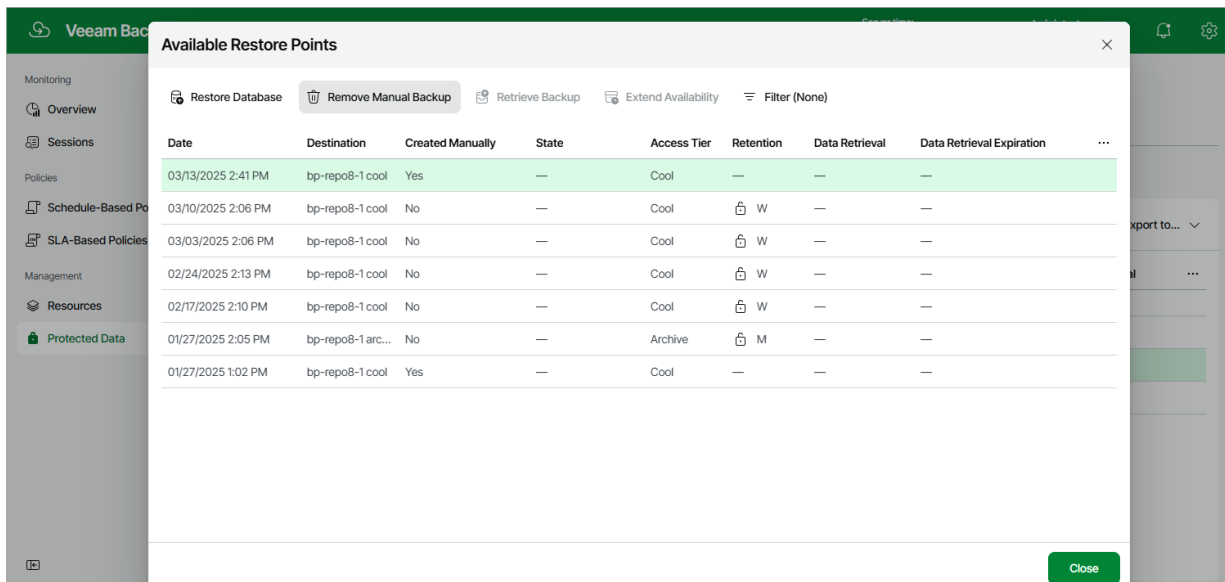 Veeam Bac
Available Restore Points
Monitoring
Overview
Sessions
Policies
Schedule-Based Po
SLA-Based Policies
Management
Resources
Protected Data
Restore Database Remove Manual Backup Retrieve Backup Extend Availability Filter (None)
Date Destination Created Manually State Access Tier Retention Data Retrieval Data Retrieval Expiration ...
03/13/2025 2:41 PM bp-repo8-1 cool Yes — Cool — — —
03/10/2025 2:06 PM bp-repo8-1 cool No — Cool W — —
03/03/2025 2:06 PM bp-repo8-1 cool No — Cool W — —
02/24/2025 2:13 PM bp-repo8-1 cool No — Cool W — —
02/17/2025 2:10 PM bp-repo8-1 cool No — Cool W — —
01/27/2025 2:05 PM bp-repo8-1 arc... No — Archive M — —
01/27/2025 1:02 PM bp-repo8-1 cool Yes — Cool — — —
xport to...
al ...
Close